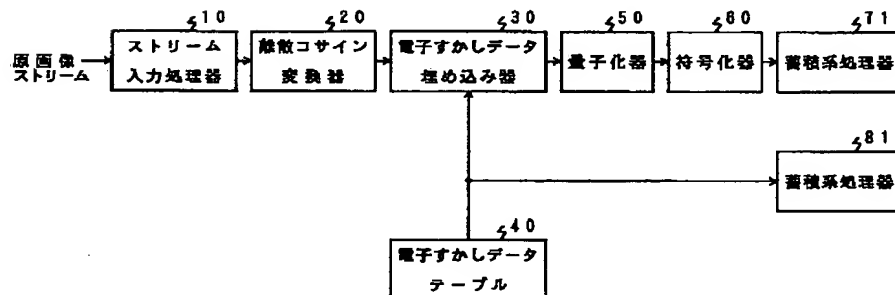 10
20
30
50
60
71
原画像
ストリーム
ストリーム
入力処理器
離散コサイン
変換器
電子すかしデータ
埋め込み器
量子化器
符号化器
蓄積系処理器
81
蓄積系処理器
40
電子すかしデータ
テーブル